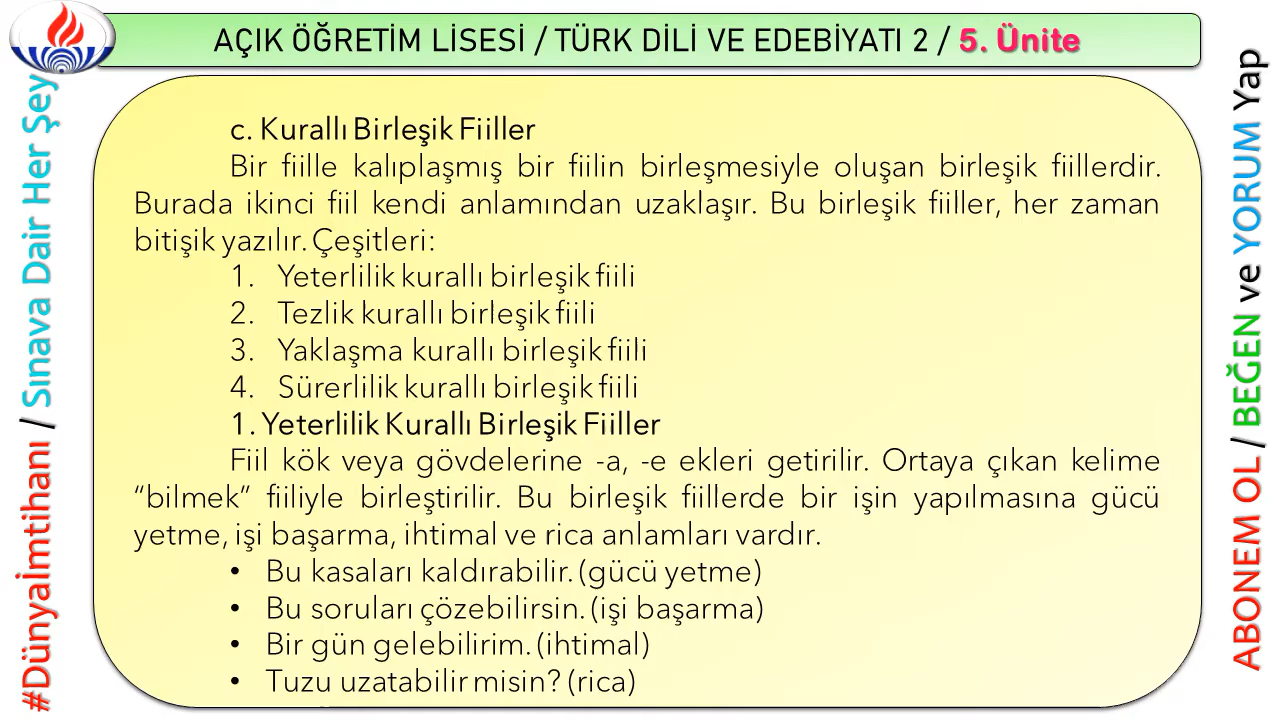 AÇIK ÖĞRETİM LİSESİ / TÜRK DİLİ VE EDEBİYATI 2 / 5. Ünite
#Dünyaİmtihanı / Sınava Dair Her Şey
c. Kurallı Birleşik Fiiller
Bir fiille kalıplaşmış bir fiilin birleşmesiyle oluşan birleşik fiillerdir.
Burada ikinci fiil kendi anlamından uzaklaşır. Bu birleşik fiiller, her zaman
bitişik yazılır. Çeşitleri:
1. Yeterlilik kurallı birleşik fiili
2. Tezlik kurallı birleşik fiili
3. Yaklaşma kurallı birleşik fiili
4. Sürerlilik kurallı birleşik fiili
1. Yeterlilik Kurallı Birleşik Fiiller
Fiil kök veya gövdelerine -a, -e ekleri getirilir. Ortaya çıkan kelime
“bilmek” fiiliyle birleştirilir. Bu birleşik fiillerde bir işin yapılmasına gücü
yetme, işi başarma, ihtimal ve rica anlamları vardır.
• Bu kasaları kaldırabilir. (gücü yetme)
• Bu soruları çözebilirsin. (işi başarma)
• Bir gün gelebilirim. (ihtimal)
• Tuzu uzatabilir misin? (rica)
ABONEM OL / BEĞEN ve YORUM Yap